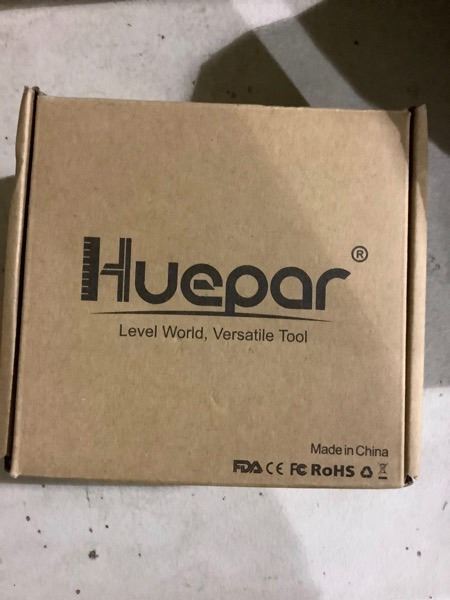 Huepar®
Level World, Versatile Tool
Made in China
FDA CE FC RoHS